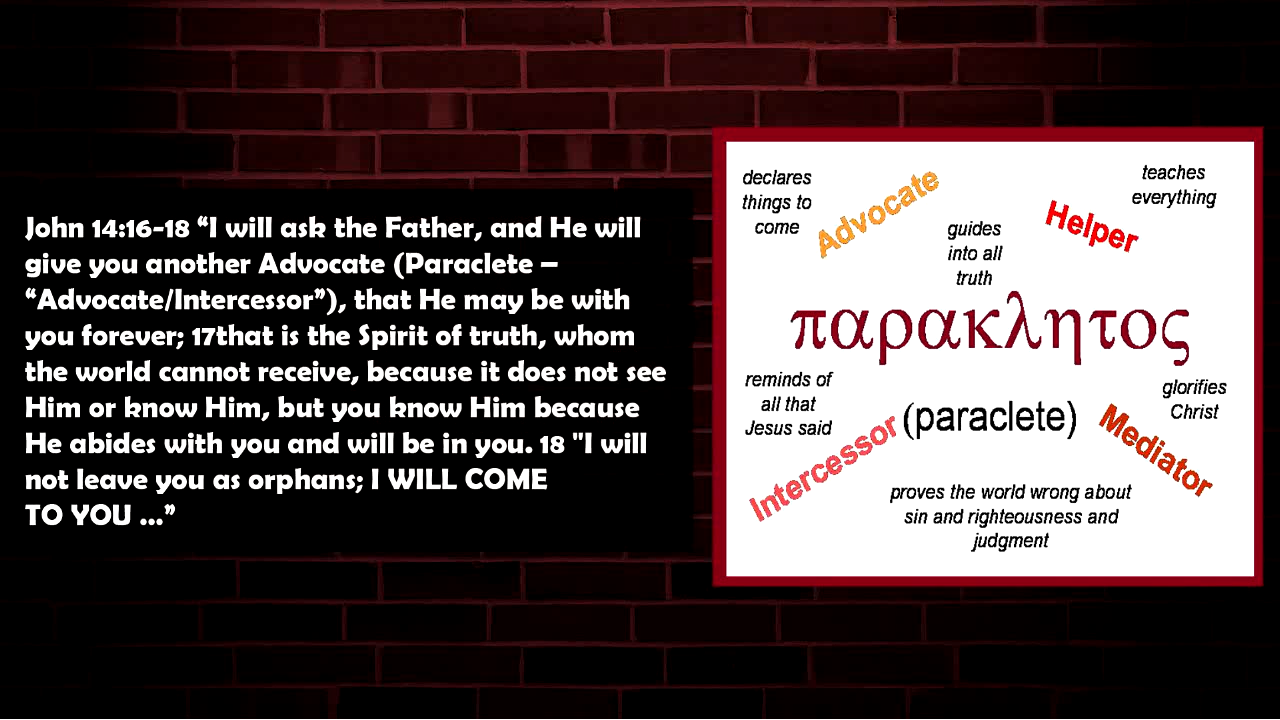 John 14:16-18 “I will ask the Father, and He will
give you another Advocate (Paraclete –
“Advocate/Intercessor”), that He may be with
you forever; 17that is the Spirit of truth, whom
the world cannot receive, because it does not see
Him or know Him, but you know Him because
He abides with you and will be in you. 18 "I will
not leave you as orphans; I WILL COME
TO YOU ...”
declares
things to
come
Advocate
guides
into all
truth
Helper
teaches
everything
παρακλητος
(paraclete)
reminds of
all that
Jesus said
Intercessor
glorifies
Christ
Mediator
proves the world wrong about
sin and righteousness and
judgment